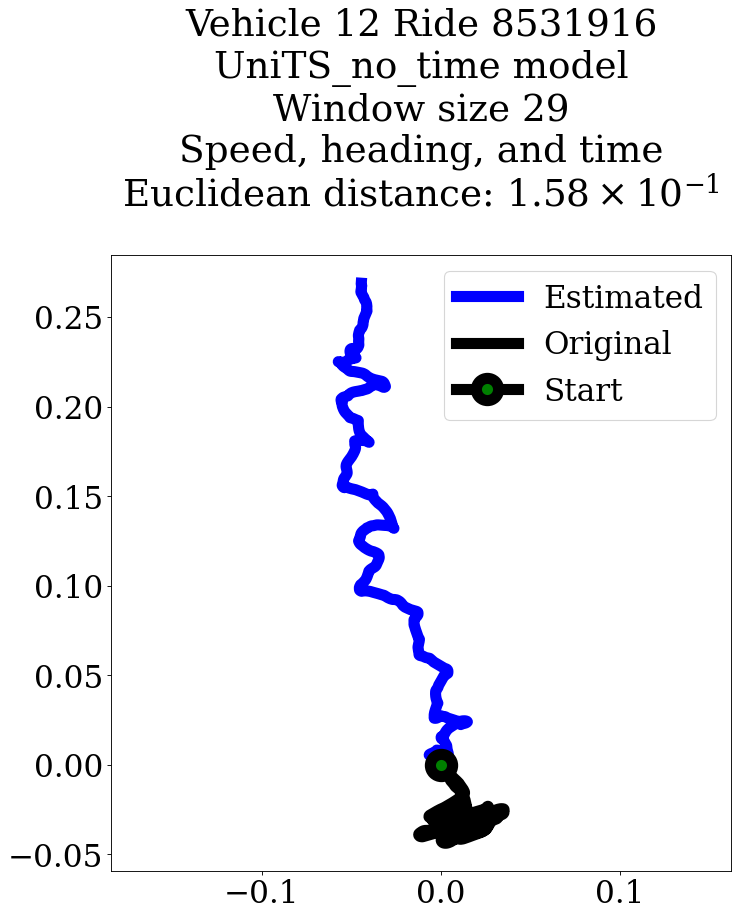 Vehicle 12 Ride 8531916
UniTS_no_time model
Window size 29
Speed, heading, and time
Euclidean distance: 1.58 × 10⁻¹
Estimated
Original
Start
0.25
0.20
0.15
0.10
0.05
0.00
−0.05
−0.1 0.0 0.1